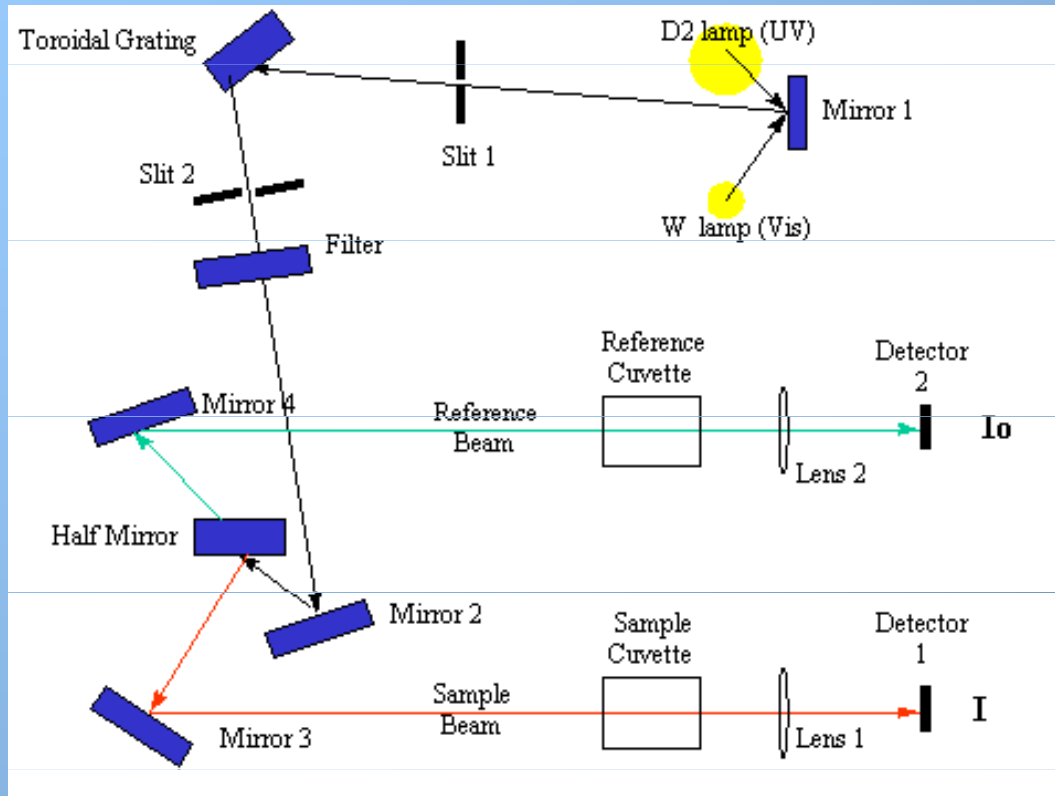 Toroidal Grating
D2 lamp (UV)
Mirror 1
Slit 1
Slit 2
W lamp (Vis)
Filter
Reference
Cuvette
Detector
2
Mirror 4
Reference
Beam
Io
Lens 2
Half Mirror
Mirror 2
Sample
Cuvette
Detector
1
Sample
Beam
I
Mirror 3
Lens 1